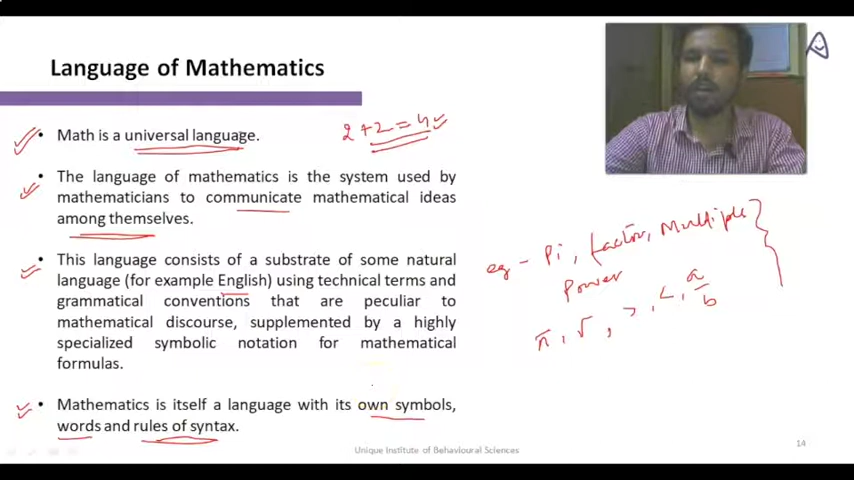 Language of Mathematics
• Math is a universal language.
2 + 2 = 4
• The language of mathematics is the system used by
mathematicians to communicate mathematical ideas
among themselves.
• This language consists of a substrate of some natural
language (for example English) using technical terms and
grammatical conventions that are peculiar to
mathematical discourse, supplemented by a highly
specialized symbolic notation for mathematical
formulas.
• Mathematics is itself a language with its own symbols,
words and rules of syntax.
eg - Pi, factor, Multiple
Power
π, √, >, <, a/b
Unique Institute of Behavioural Sciences
14